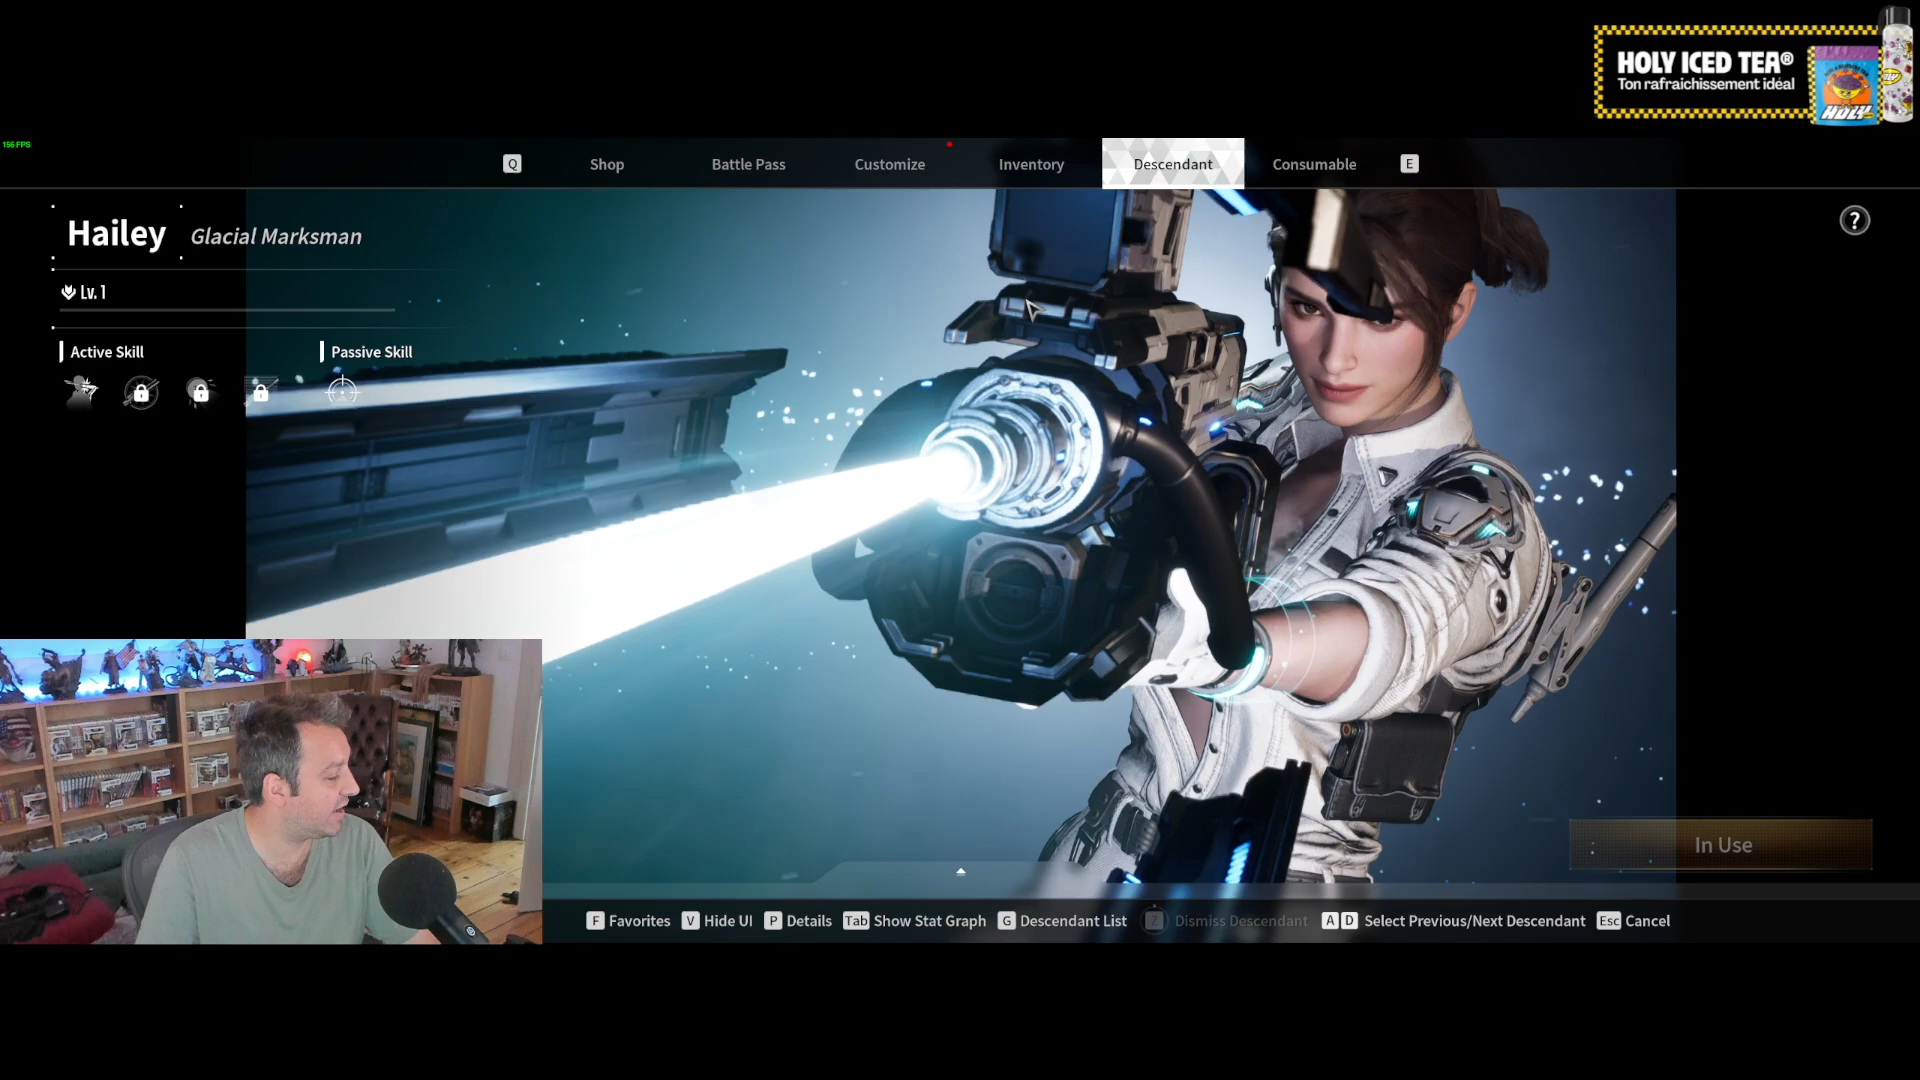 HOLY ICED TEA®
Ton rafraichissement idéal
HOLY
156 FPS
Q
Shop
Battle Pass
Customize
Inventory
Descendant
Consumable
E
?
Hailey
Glacial Marksman
Lv. 1
Active Skill
Passive Skill
In Use
F Favorites
V Hide UI
P Details
Tab Show Stat Graph
G Descendant List
Z Dismiss Descendant
A D Select Previous/Next Descendant
Esc Cancel